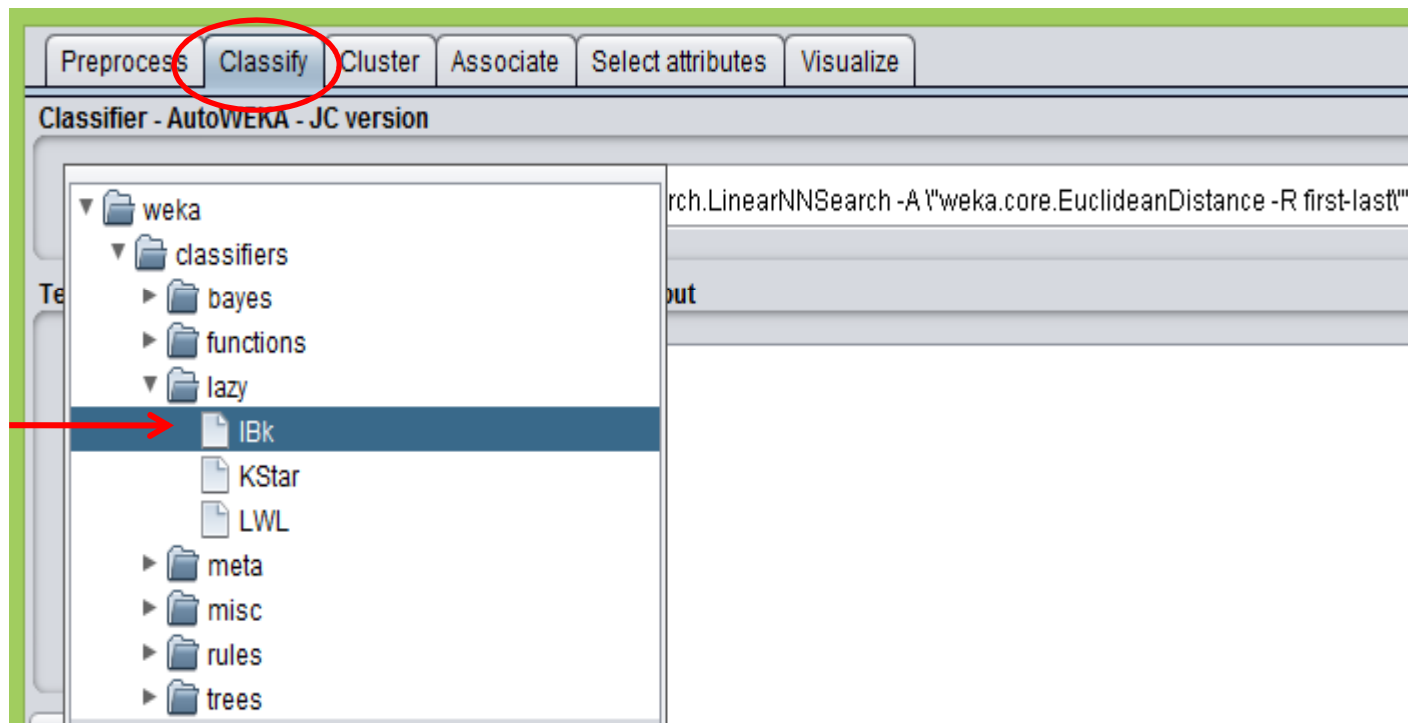 Preprocess Classify Cluster Associate Select attributes Visualize
Classifier - AutoWEKA - JC version
rch.LinearNNSearch -A \"weka.core.EuclideanDistance -R first-last\""
weka
classifiers
Te
bayes
out
functions
lazy
IBk
KStar
LWL
meta
misc
rules
trees